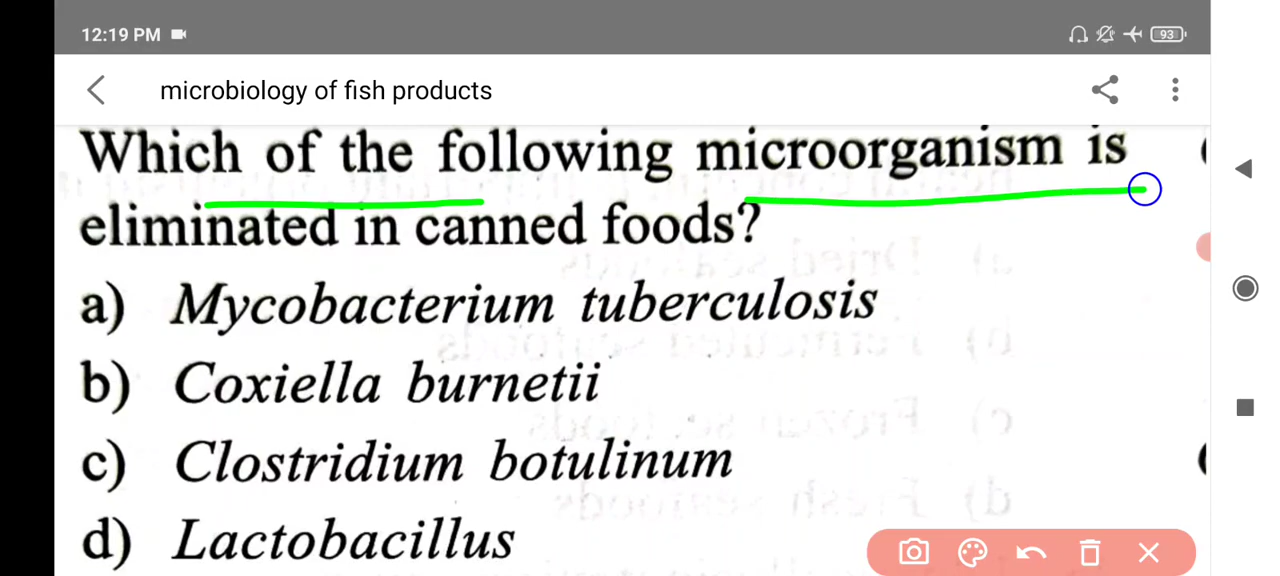 12:19 PM
93
microbiology of fish products
Which of the following microorganism is
eliminated in canned foods?
a) Mycobacterium tuberculosis
b) Coxiella burnetii
c) Clostridium botulinum
d) Lactobacillus